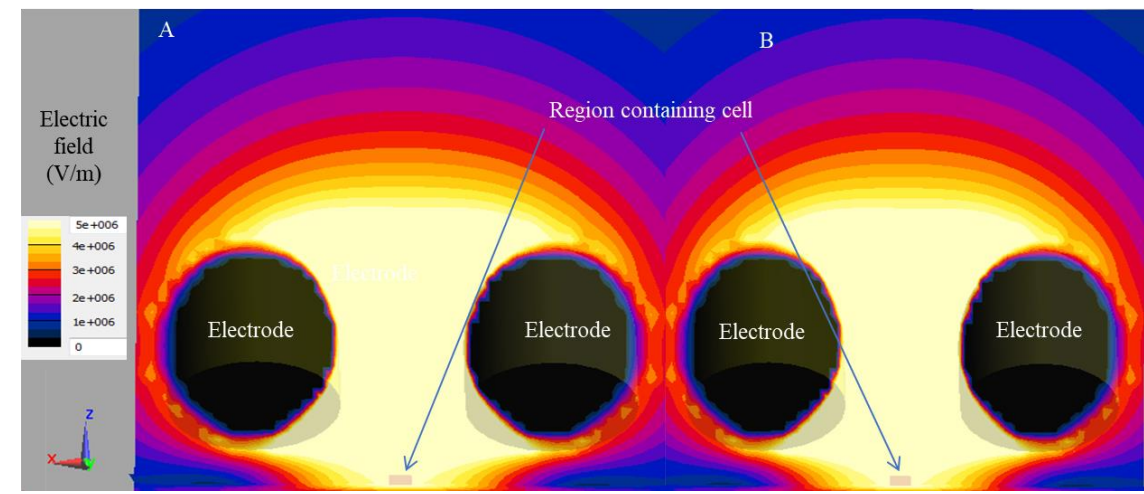 A
B
Region containing cell
Electric
field
(V/m)
5e+006
4e+006
3e+006
2e+006
1e+006
0
Electrode
Electrode
Electrode
Electrode
Electrode
Z
X
Y